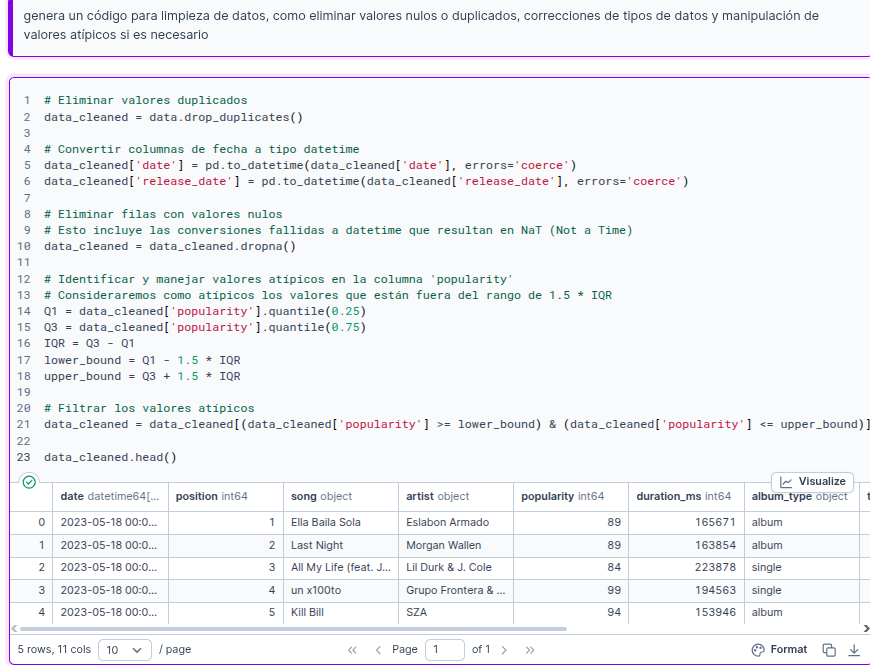 genera un código para limpieza de datos, como eliminar valores nulos o duplicados, correcciones de tipos de datos y manipulación de
valores atípicos si es necesario
1 # Eliminar valores duplicados
2 data_cleaned = data.drop_duplicates()
3
4 # Convertir columnas de fecha a tipo datetime
5 data_cleaned['date'] = pd.to_datetime(data_cleaned['date'], errors='coerce')
6 data_cleaned['release_date'] = pd.to_datetime(data_cleaned['release_date'], errors='coerce')
7
8 # Eliminar filas con valores nulos
9 # Esto incluye las conversiones fallidas a datetime que resultan en NaT (Not a Time)
10 data_cleaned = data_cleaned.dropna()
11
12 # Identificar y manejar valores atípicos en la columna 'popularity'
13 # Consideraremos como atípicos los valores que están fuera del rango de 1.5 * IQR
14 Q1 = data_cleaned['popularity'].quantile(0.25)
15 Q3 = data_cleaned['popularity'].quantile(0.75)
16 IQR = Q3 - Q1
17 lower_bound = Q1 - 1.5 * IQR
18 upper_bound = Q3 + 1.5 * IQR
19
20 # Filtrar los valores atípicos
21 data_cleaned = data_cleaned[(data_cleaned['popularity'] >= lower_bound) & (data_cleaned['popularity'] <= upper_bound)]
22
23 data_cleaned.head()
Visualize
date datetime64[... position int64 song object artist object popularity int64 duration_ms int64 album_type object t
0 2023-05-18 00:0... 1 Ella Baila Sola Eslabon Armado 89 165671 album
1 2023-05-18 00:0... 2 Last Night Morgan Wallen 89 163854 album
2 2023-05-18 00:0... 3 All My Life (feat. J... Lil Durk & J. Cole 84 223878 single
3 2023-05-18 00:0... 4 un x100to Grupo Frontera & ... 99 194563 single
4 2023-05-18 00:0... 5 Kill Bill SZA 94 153946 album
5 rows, 11 cols 10 / page Page 1 of 1 Format